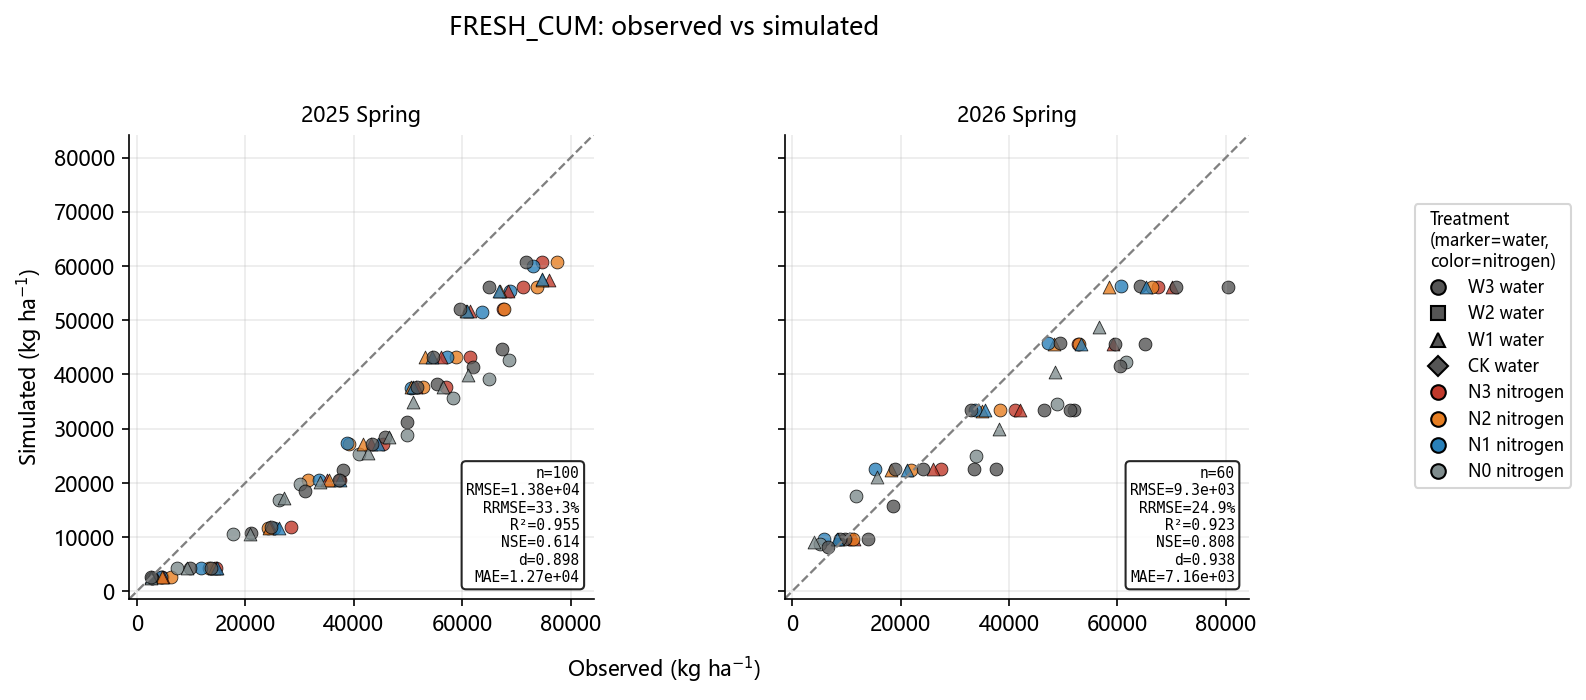 FRESH_CUM: observed vs simulated
2025 Spring
2026 Spring
Simulated (kg ha⁻¹)
80000
70000
60000
50000
40000
30000
20000
10000
0
0
20000
40000
60000
80000
n=100
RMSE=1.38e+04
RRMSE=33.3%
R²=0.955
NSE=0.614
d=0.898
MAE=1.27e+04
0
20000
40000
60000
80000
n=60
RMSE=9.3e+03
RRMSE=24.9%
R²=0.923
NSE=0.808
d=0.938
MAE=7.16e+03
Observed (kg ha⁻¹)
Treatment
(marker=water,
color=nitrogen)
W3 water
W2 water
W1 water
CK water
N3 nitrogen
N2 nitrogen
N1 nitrogen
N0 nitrogen